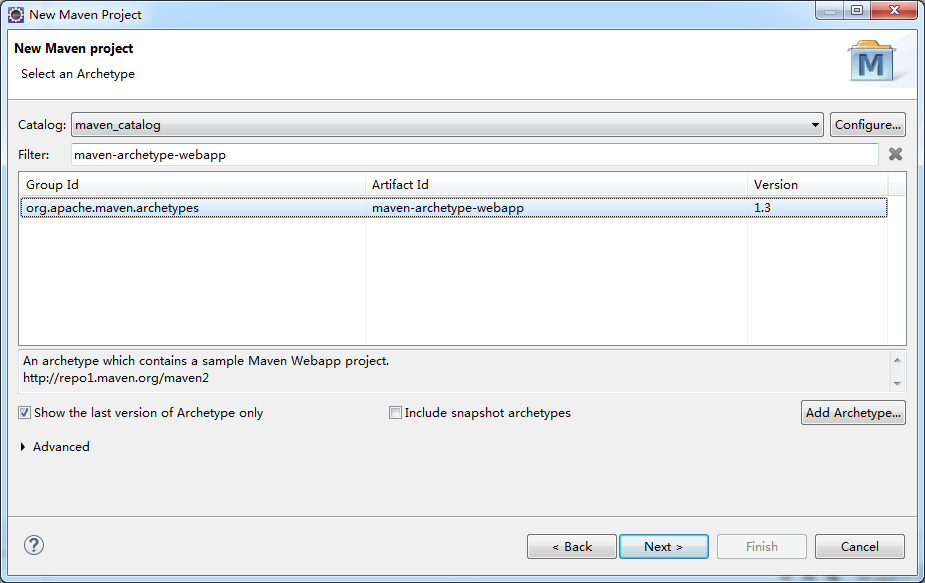 New Maven Project
New Maven project
Select an Archetype
M
Catalog: maven_catalog Configure...
Filter: maven-archetype-webapp
Group Id Artifact Id Version
org.apache.maven.archetypes maven-archetype-webapp 1.3
An archetype which contains a sample Maven Webapp project.
http://repo1.maven.org/maven2
Show the last version of Archetype only Include snapshot archetypes Add Archetype...
Advanced
? < Back Next > Finish Cancel